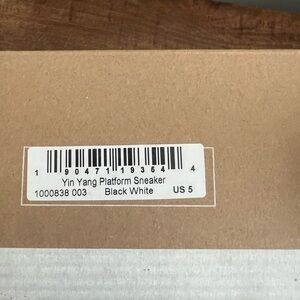 1 90471 19354 4
Yin Yang Platform Sneaker
1000838 003 Black White US 5